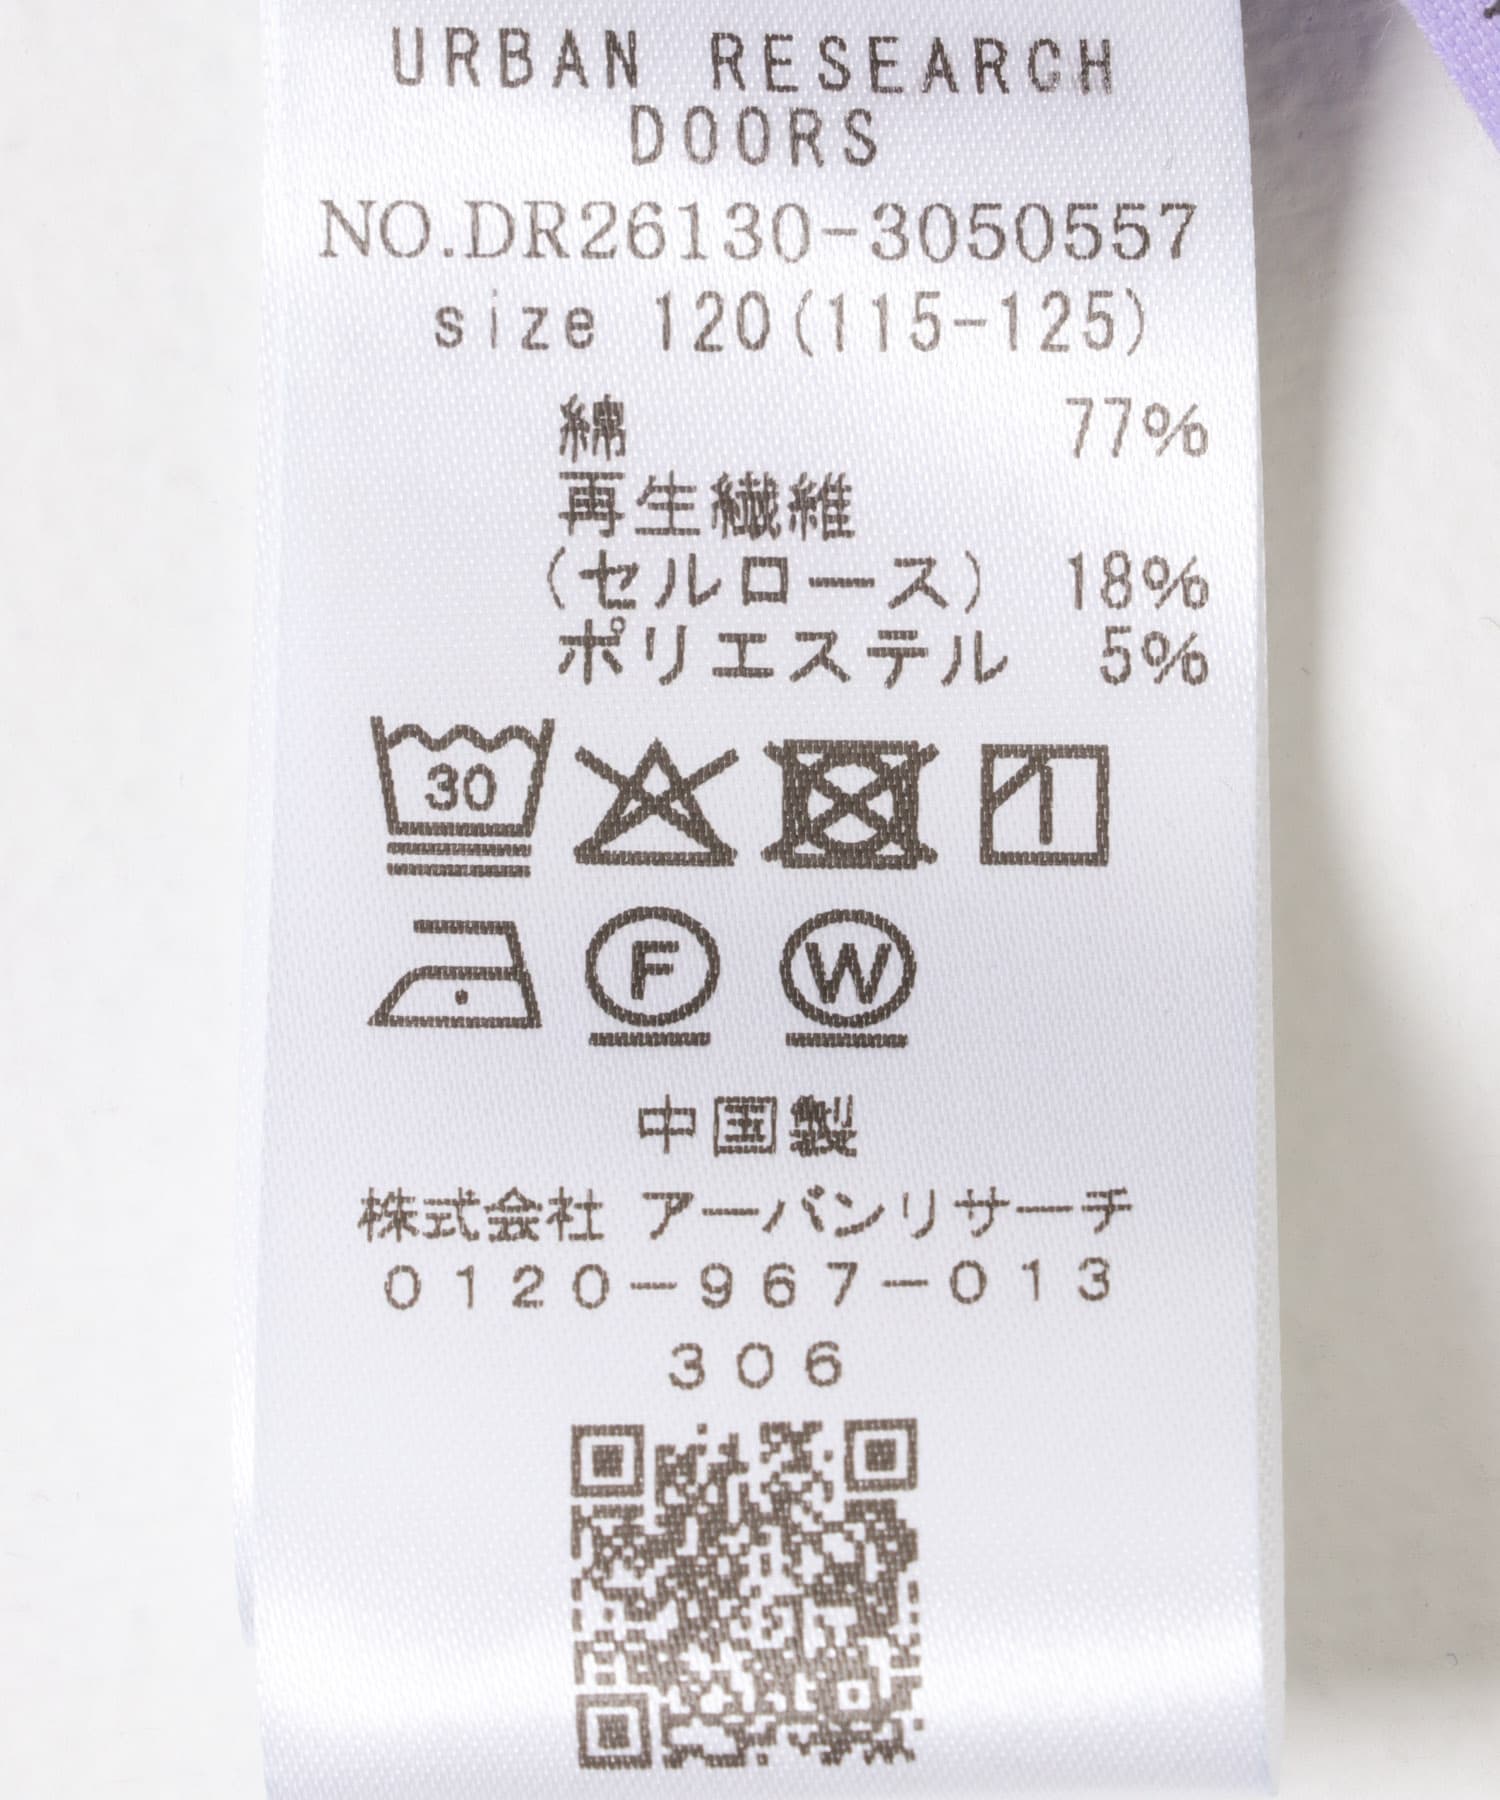 URBAN RESEARCH
DOORS
NO.DR26130-3050557
size 120(115-125)
綿 77%
再生繊維
(セルロース) 18%
ポリエステル 5%
30
F W
中国製
株式会社 アーバンリサーチ
0120-967-013
306